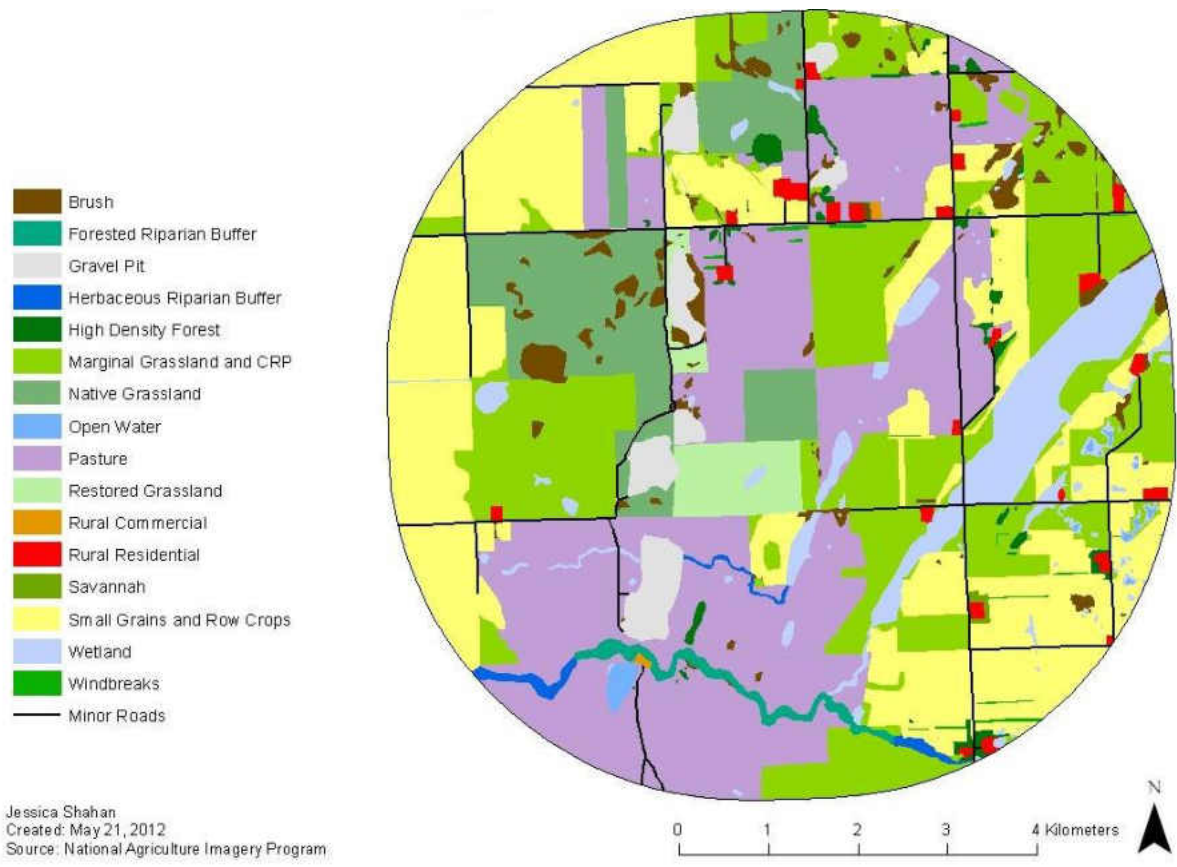 Brush
Forested Riparian Buffer
Gravel Pit
Herbaceous Riparian Buffer
High Density Forest
Marginal Grassland and CRP
Native Grassland
Open Water
Pasture
Restored Grassland
Rural Commercial
Rural Residential
Savannah
Small Grains and Row Crops
Wetland
Windbreaks
Minor Roads
Jessica Shahan
Created: May 21, 2012
Source: National Agriculture Imagery Program
0 1 2 3 4 Kilometers
N